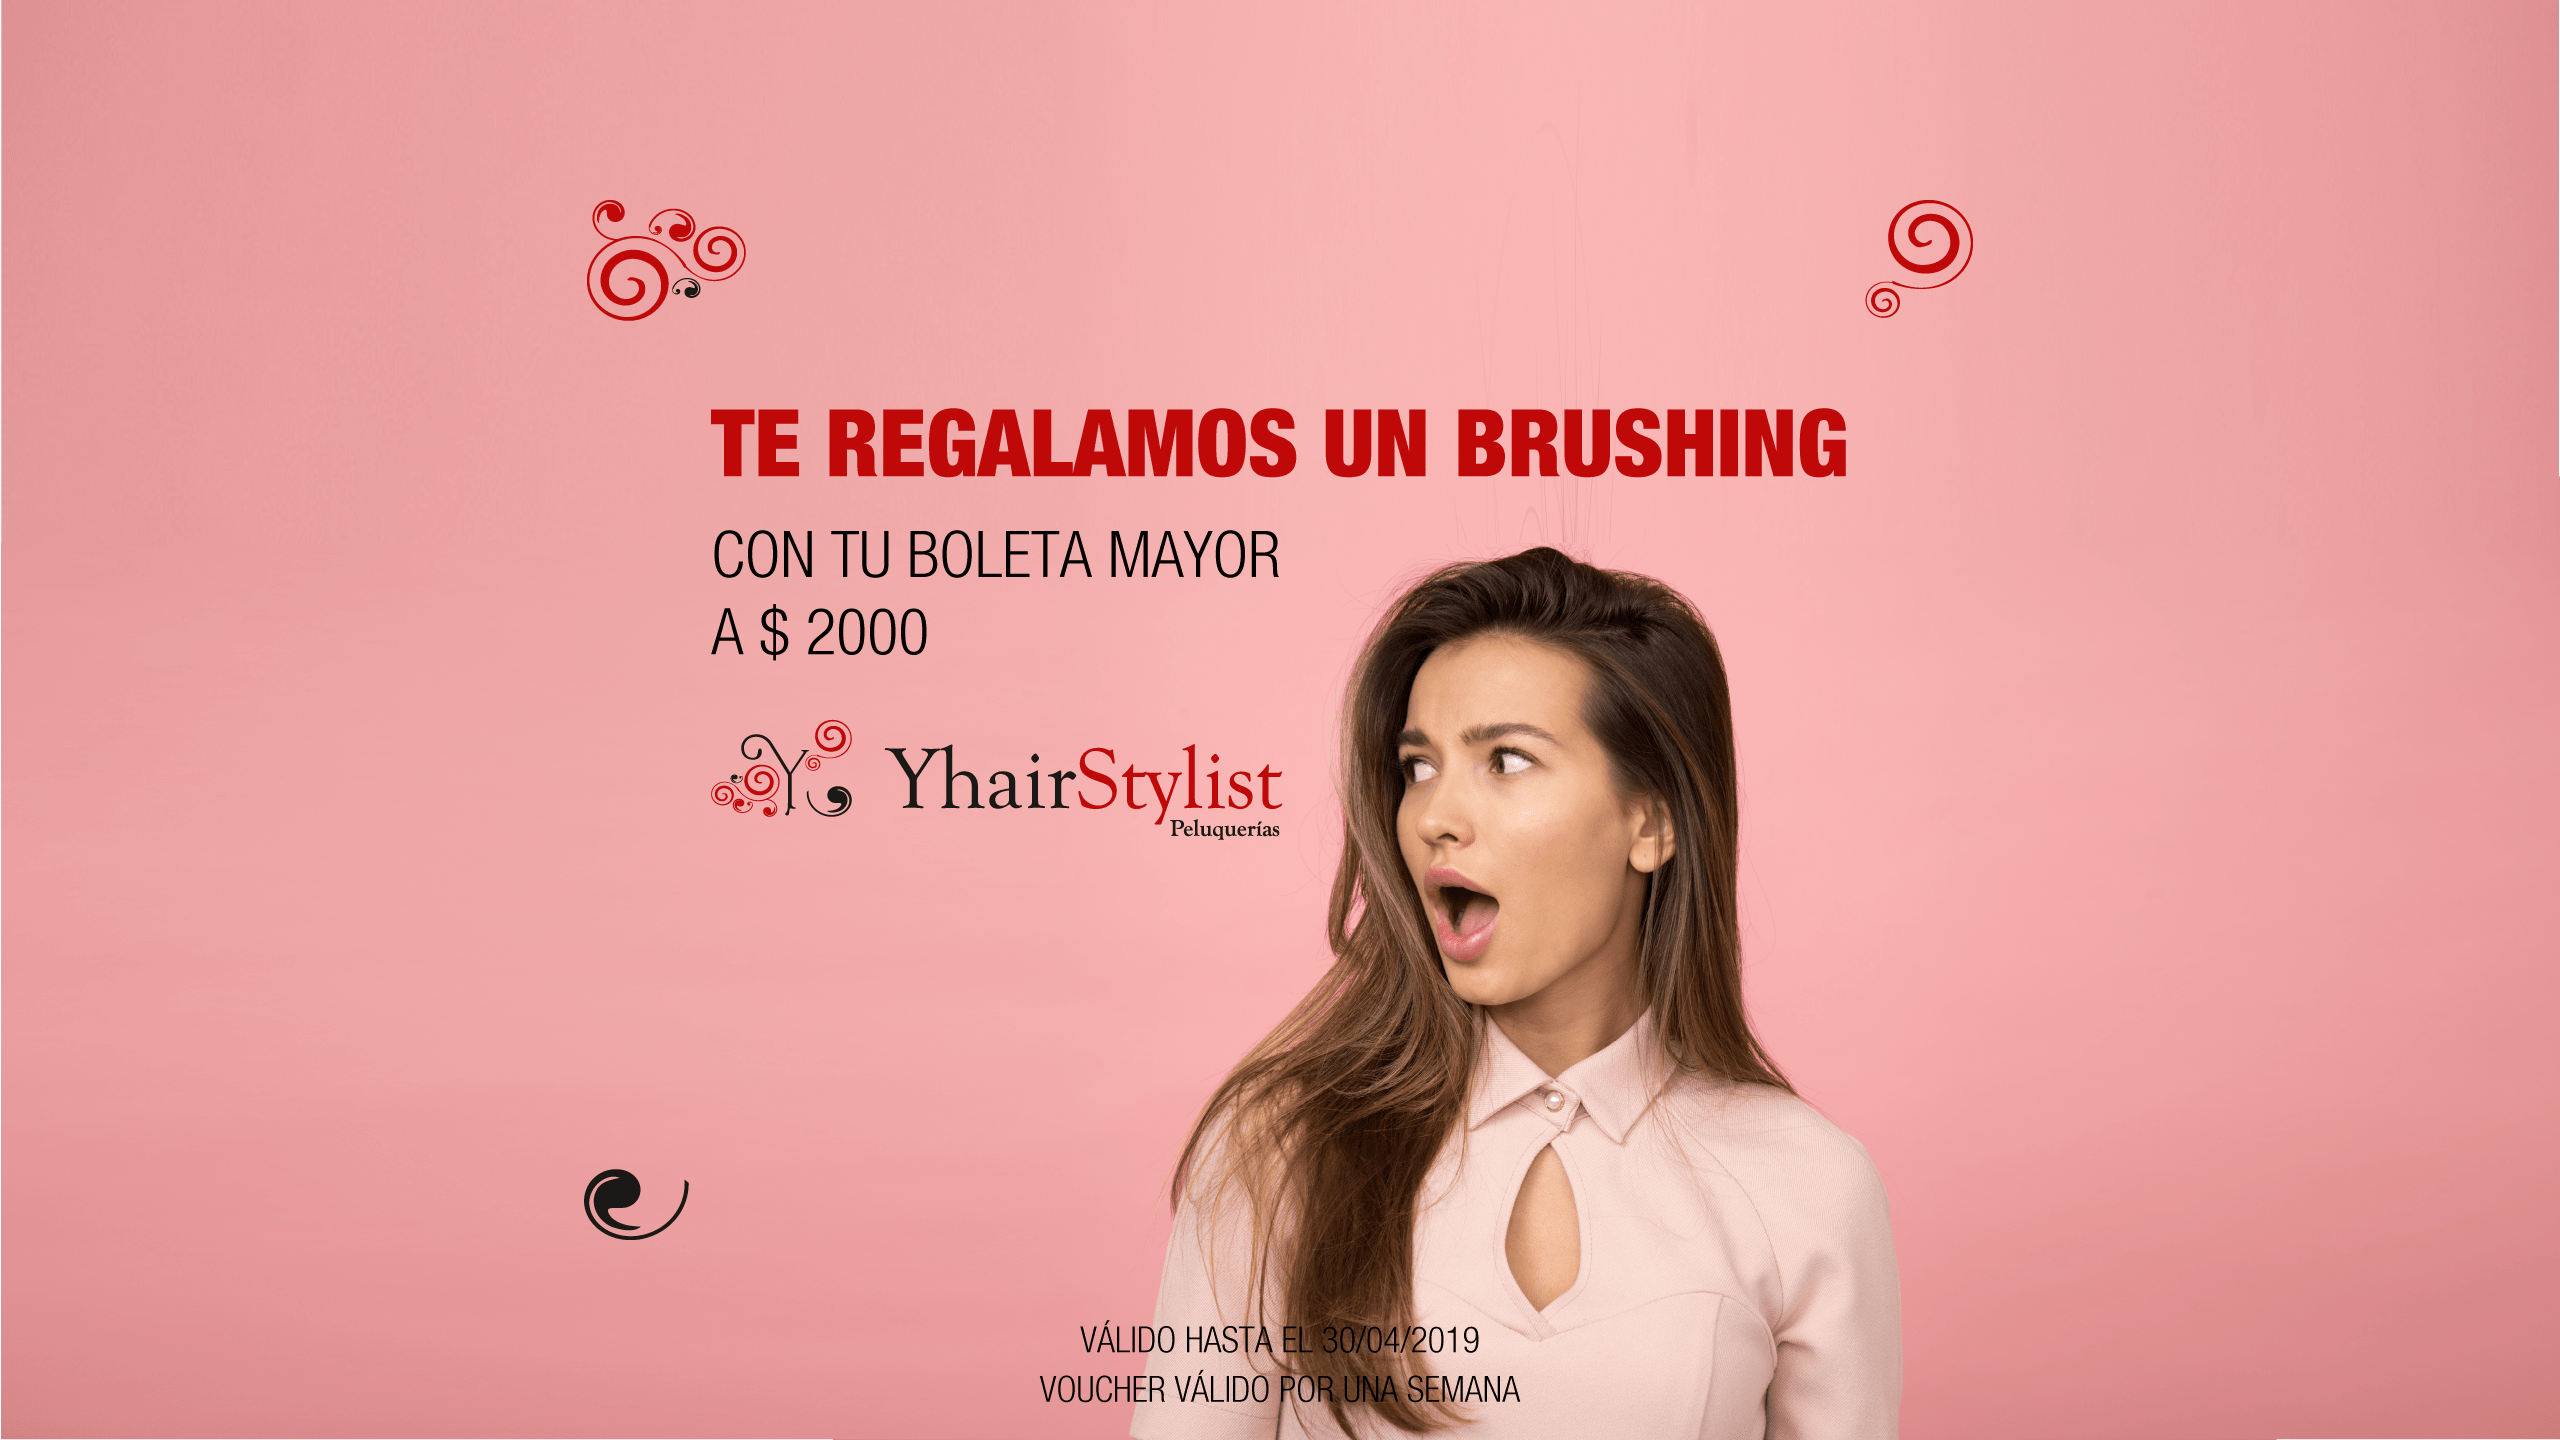 TE REGALAMOS UN BRUSHING
CON TU BOLETA MAYOR
A $ 2000
Y
YhairStylist
Peluquerías
VÁLIDO HASTA EL 30/04/2019
VOUCHER VÁLIDO POR UNA SEMANA